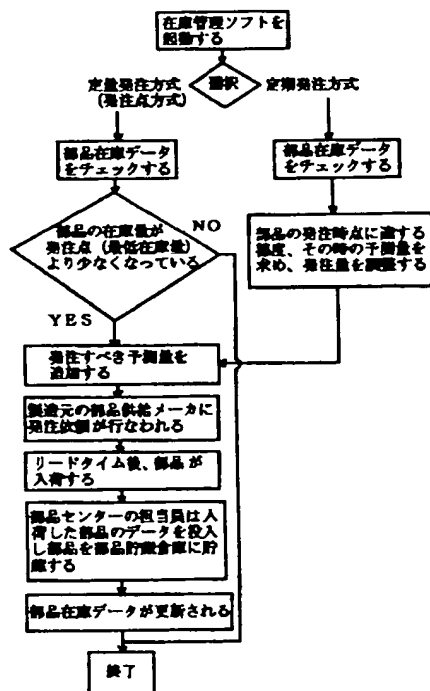 在庫管理ソフトを
起動する
選択
定量発注方式
(発注点方式)
定期発注方式
部品在庫データ
をチェックする
部品在庫データ
をチェックする
部品の在庫量が
発注点(最低在庫量)
より少なくなっている
NO
YES
部品の発注時点に達する
都度、その時の予測量を
求め、発注量を調整する
発注すべき予測量を
追加する
製造元の部品供給メーカに
発注依頼が行なわれる
リードタイム後、部品が
入荷する
部品センターの担当員は入
荷した部品のデータを投入
し部品を部品貯蔵倉庫に貯
蔵する
部品在庫データが更新される
終了